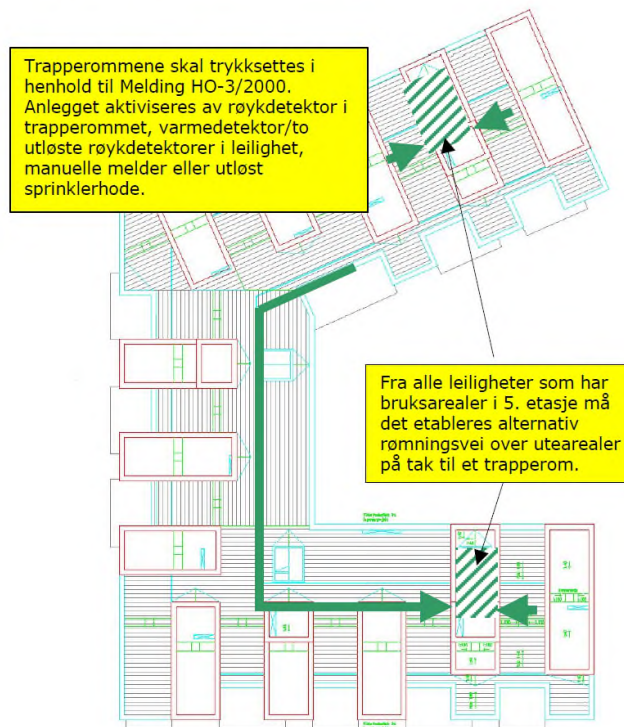 Trapperommene skal trykksettes i
henhold til Melding HO-3/2000.
Anlegget aktiviseres av røykdetektor i
trapperommet, varmedetektor/to
utløste røykdetektorer i leilighet,
manuelle melder eller utløst
sprinklerhode.
Fra alle leiligheter som har
bruksarealer i 5. etasje må
det etableres alternativ
rømningsvei over utearealer
på tak til et trapperom.